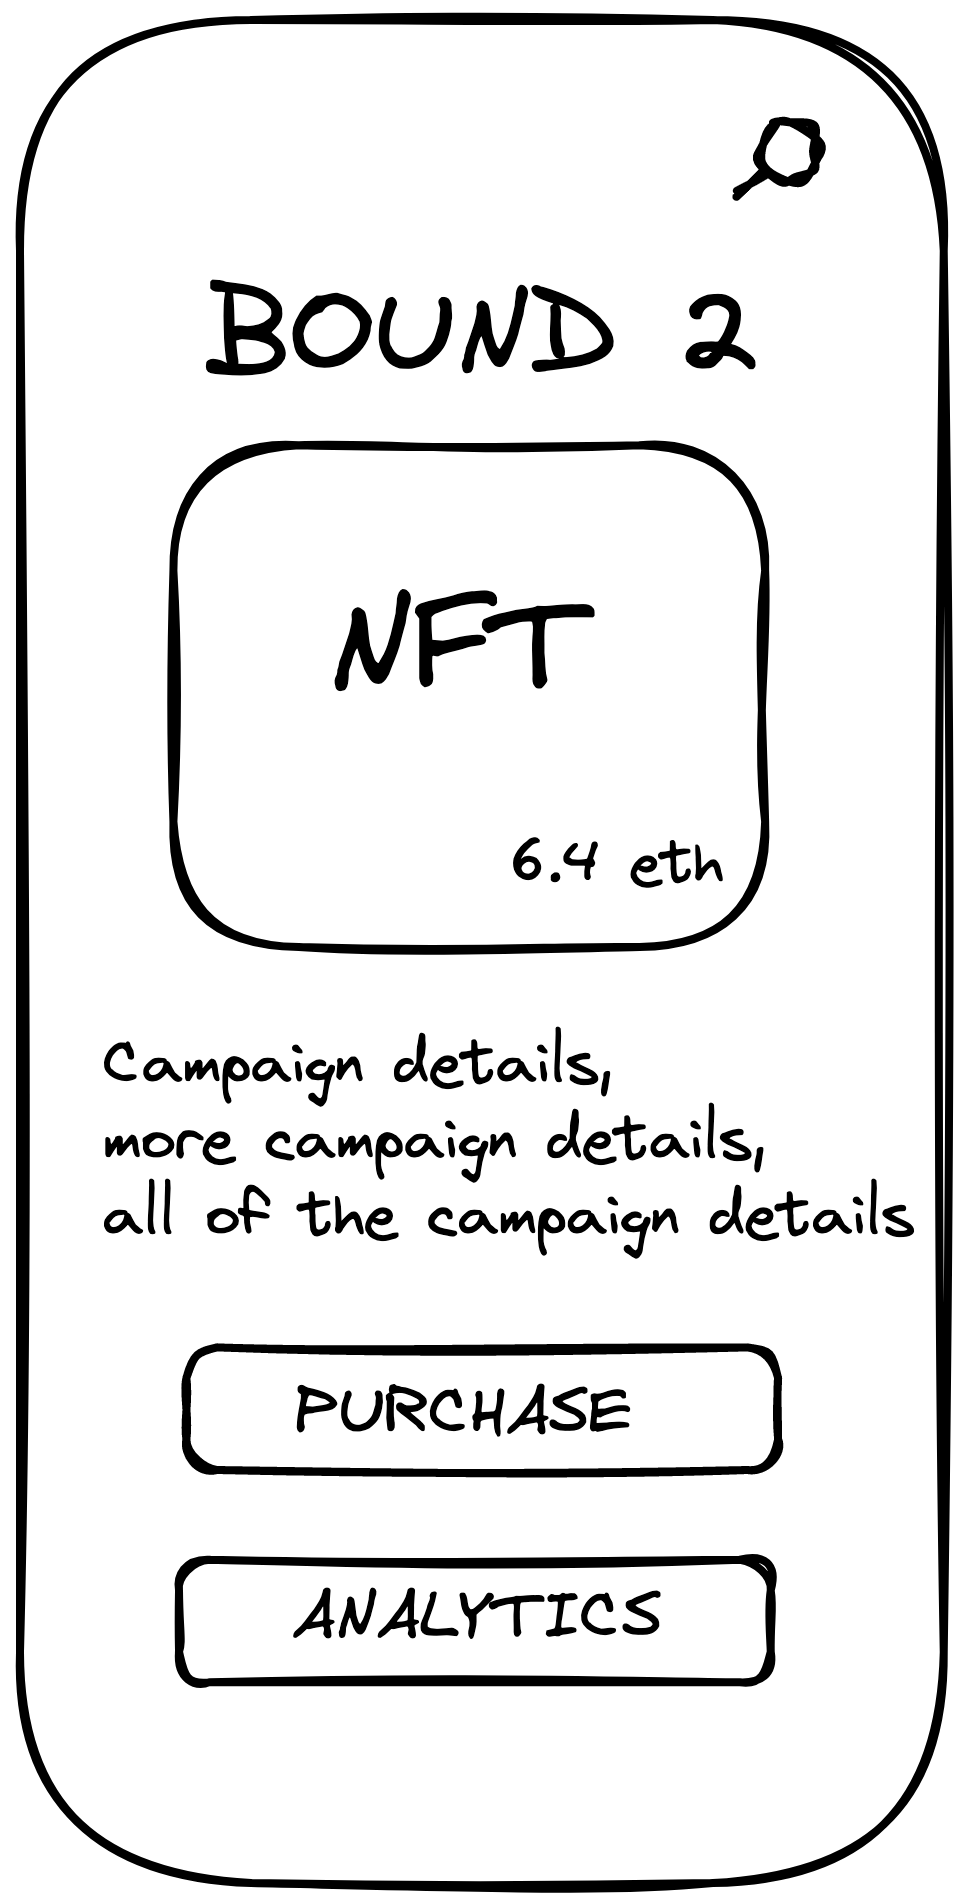 BOUND 2
NFT
6.4 eth
Campaign details,
more campaign details,
all of the campaign details
PURCHASE
ANALYTICS